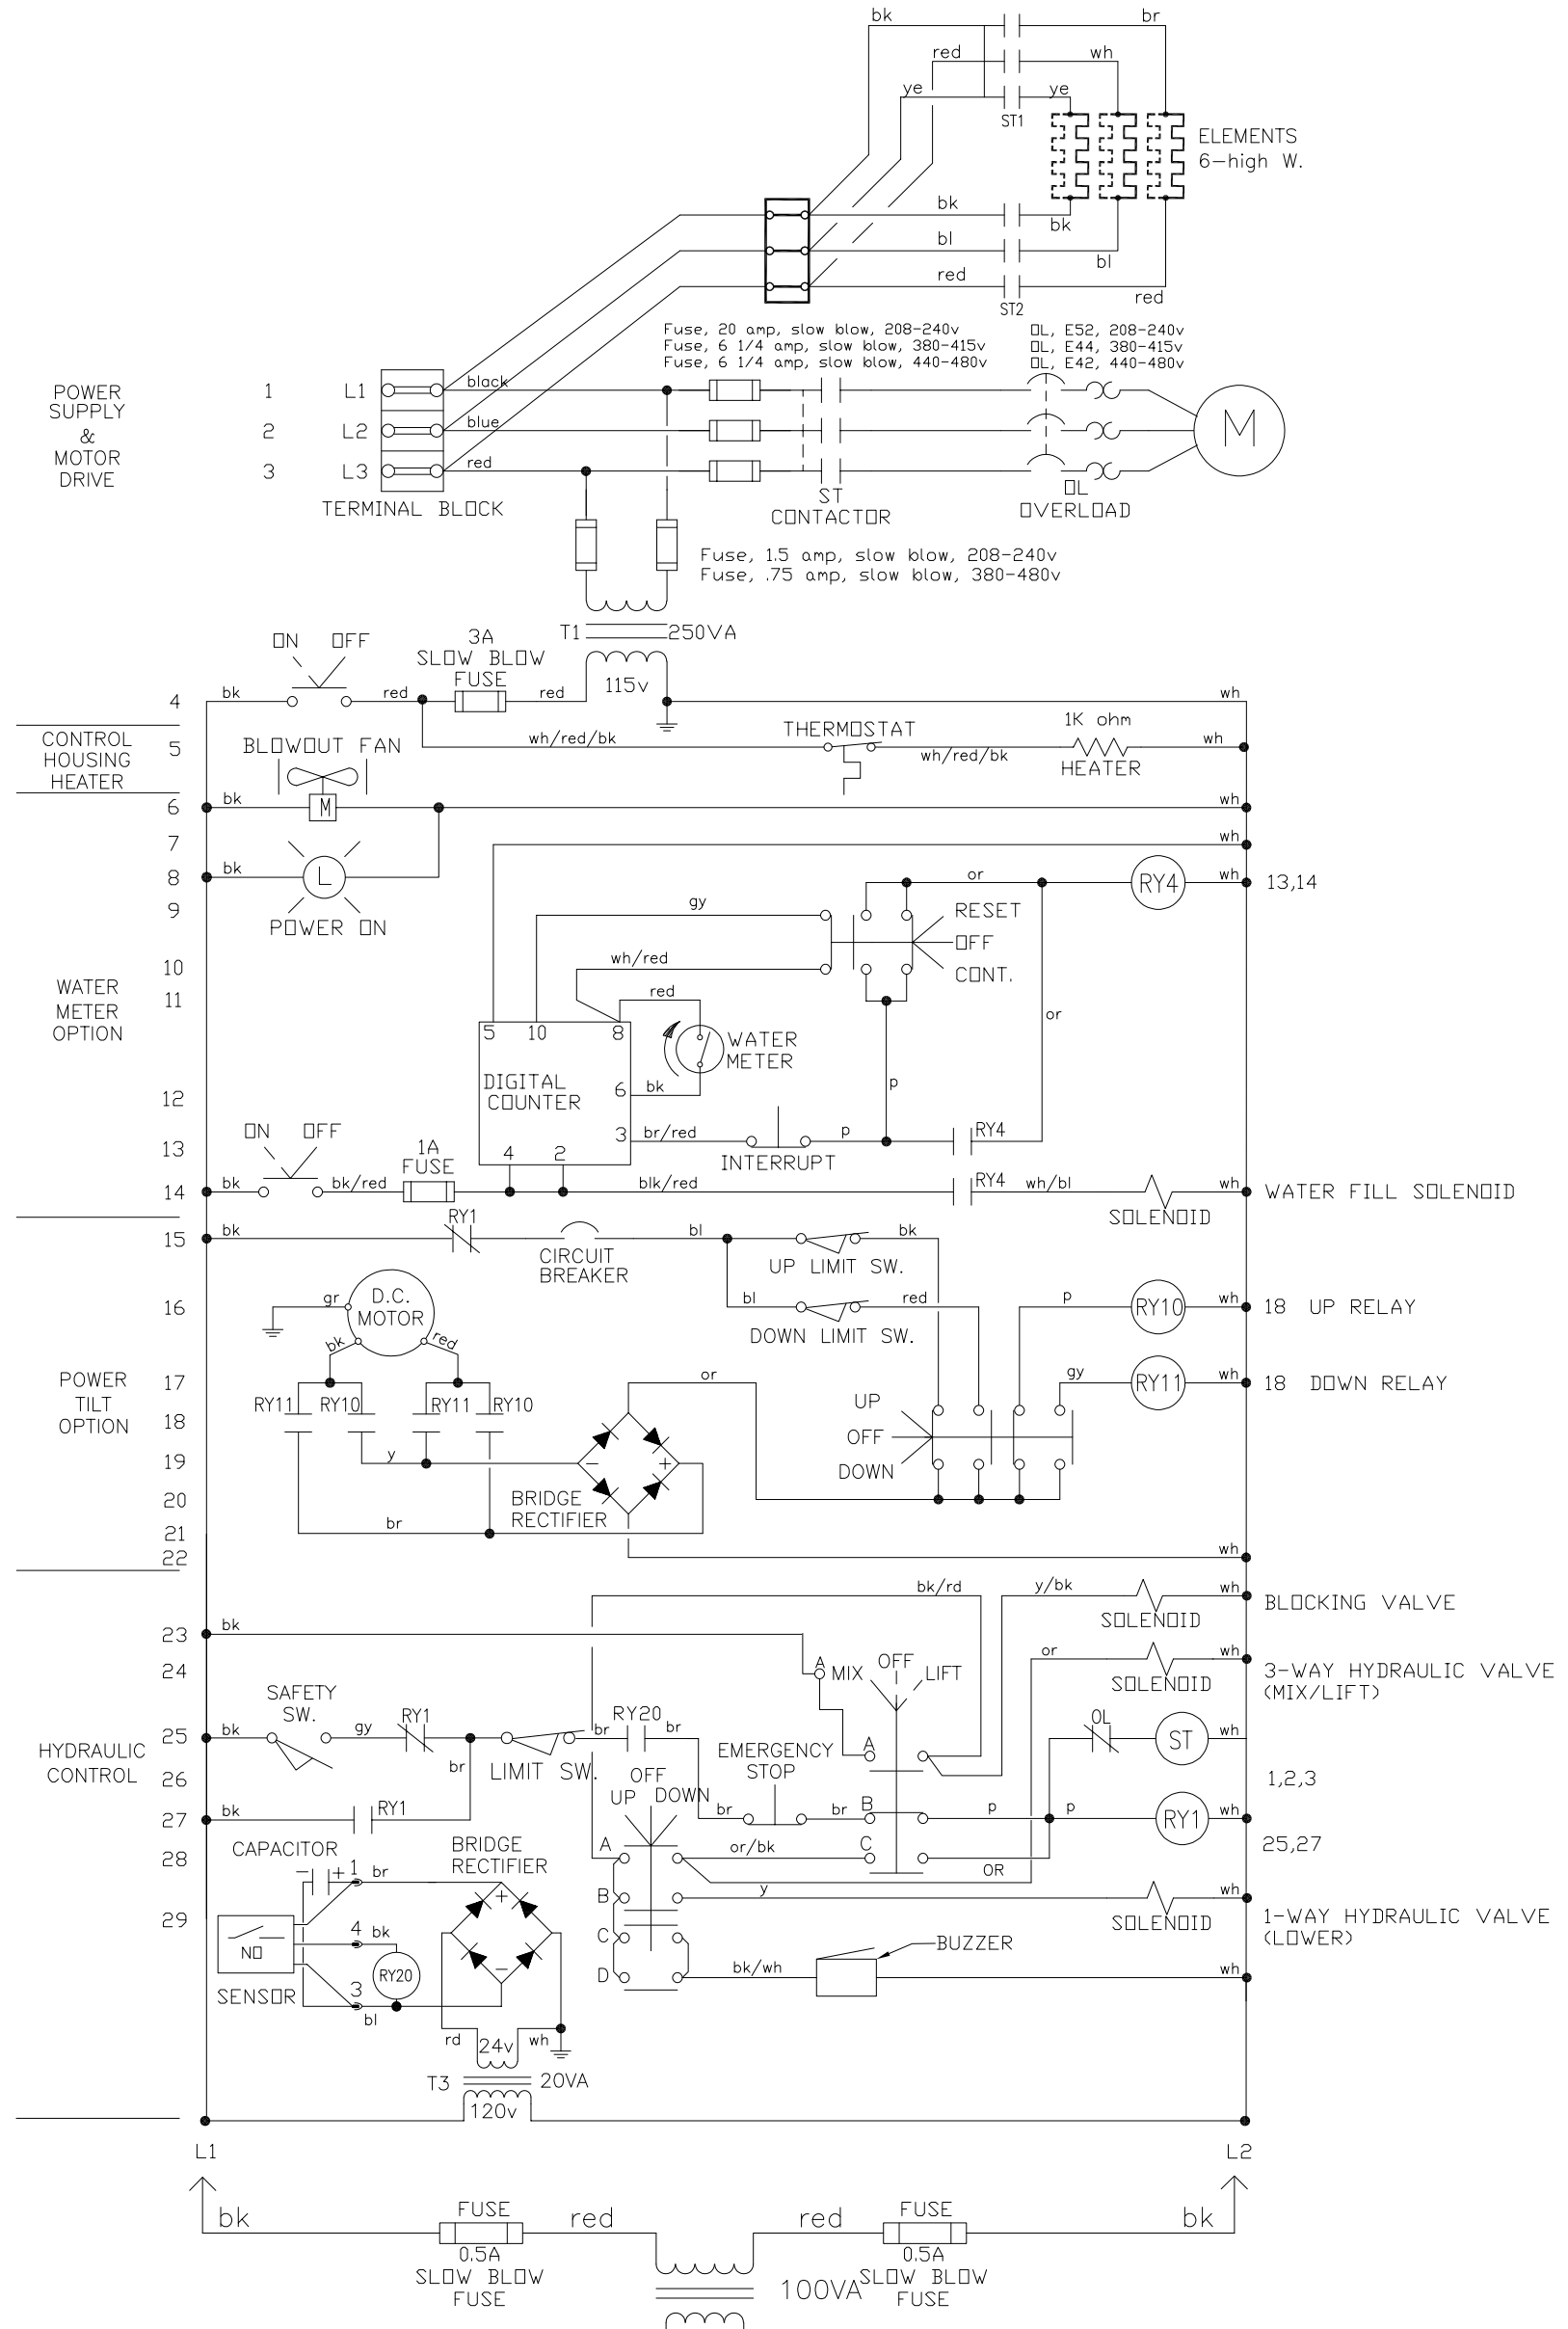 bk
br
red
wh
ye
ye
ST1
ELEMENTS
6-high W.
bk
bk
bl
bl
red
red
ST2
Fuse, 20 amp, slow blow, 208-240v
Fuse, 6 1/4 amp, slow blow, 380-415v
Fuse, 6 1/4 amp, slow blow, 440-480v
OL, E52, 208-240v
OL, E44, 380-415v
OL, E42, 440-480v
POWER
SUPPLY
&
MOTOR
DRIVE
1
L1
black
2
L2
blue
3
L3
red
M
TERMINAL BLOCK
ST
CONTACTOR
OL
OVERLOAD
Fuse, 1.5 amp, slow blow, 208-240v
Fuse, .75 amp, slow blow, 380-480v
T1
250VA
115v
ON OFF
3A
SLOW BLOW
FUSE
4
bk
red
red
wh
CONTROL
HOUSING
HEATER
5
BLOWOUT FAN
wh/red/bk
THERMOSTAT
wh/red/bk
1K ohm
HEATER
wh
6
bk
M
wh
7
wh
8
bk
L
POWER ON
or
RY4
wh
13,14
9
gy
RESET
OFF
CONT.
10
wh/red
WATER
METER
OPTION
11
red
or
5 10 8
WATER
METER
DIGITAL
COUNTER
6
bk
p
12
13
ON OFF
1A
FUSE
3
br/red
p
RY4
INTERRUPT
4 2
14
bk
bk/red
blk/red
RY4
wh/bl
wh
SOLENOID
WATER FILL SOLENOID
15
bk
RY1
CIRCUIT
BREAKER
bl
bk
UP LIMIT SW.
16
D.C.
MOTOR
gr
bk
red
bl
red
DOWN LIMIT SW.
p
RY10
wh
18 UP RELAY
POWER
TILT
OPTION
17
RY11
RY10
RY11
RY10
or
gy
RY11
wh
18 DOWN RELAY
18
UP
OFF
DOWN
19
y
-
+
20
BRIDGE
RECTIFIER
21
br
22
wh
bk/rd
y/bk
wh
SOLENOID
BLOCKING VALVE
23
bk
24
A
MIX
OFF
LIFT
or
wh
SOLENOID
3-WAY HYDRAULIC VALVE
(MIX/LIFT)
SAFETY
SW.
25
bk
gy
RY1
br
RY20
br
OL
ST
wh
HYDRAULIC
CONTROL
br
LIMIT SW.
EMERGENCY
STOP
A
26
OFF
UP
DOWN
1,2,3
27
bk
RY1
br
br
B
p
p
RY1
wh
28
CAPACITOR
BRIDGE
RECTIFIER
A
or/bk
C
OR
25,27
- + 1
br
+
B
y
wh
SOLENOID
1-WAY HYDRAULIC VALVE
(LOWER)
29
NO
4
bk
C
BUZZER
SENSOR
RY20
-
D
bk/wh
wh
3
bl
rd
24v
wh
T3
20VA
120v
L1
L2
bk
FUSE
red
red
FUSE
bk
0.5A
SLOW BLOW
FUSE
100VA
0.5A
SLOW BLOW
FUSE